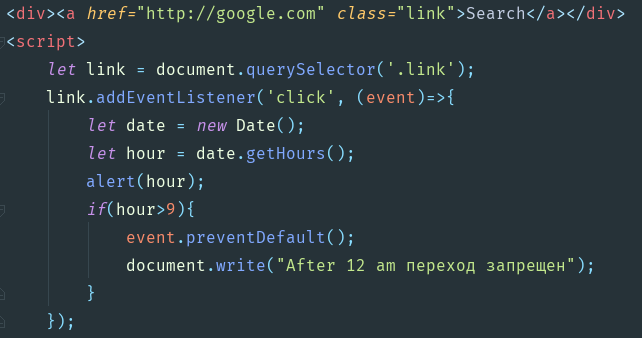 <div><a href="http://google.com" class="link">Search</a></div>
<script>
    let link = document.querySelector('.link');
    link.addEventListener('click', (event)=>{
        let date = new Date();
        let hour = date.getHours();
        alert(hour);
        if(hour>9){
            event.preventDefault();
            document.write("After 12 am переход запрещен");
        }
    });